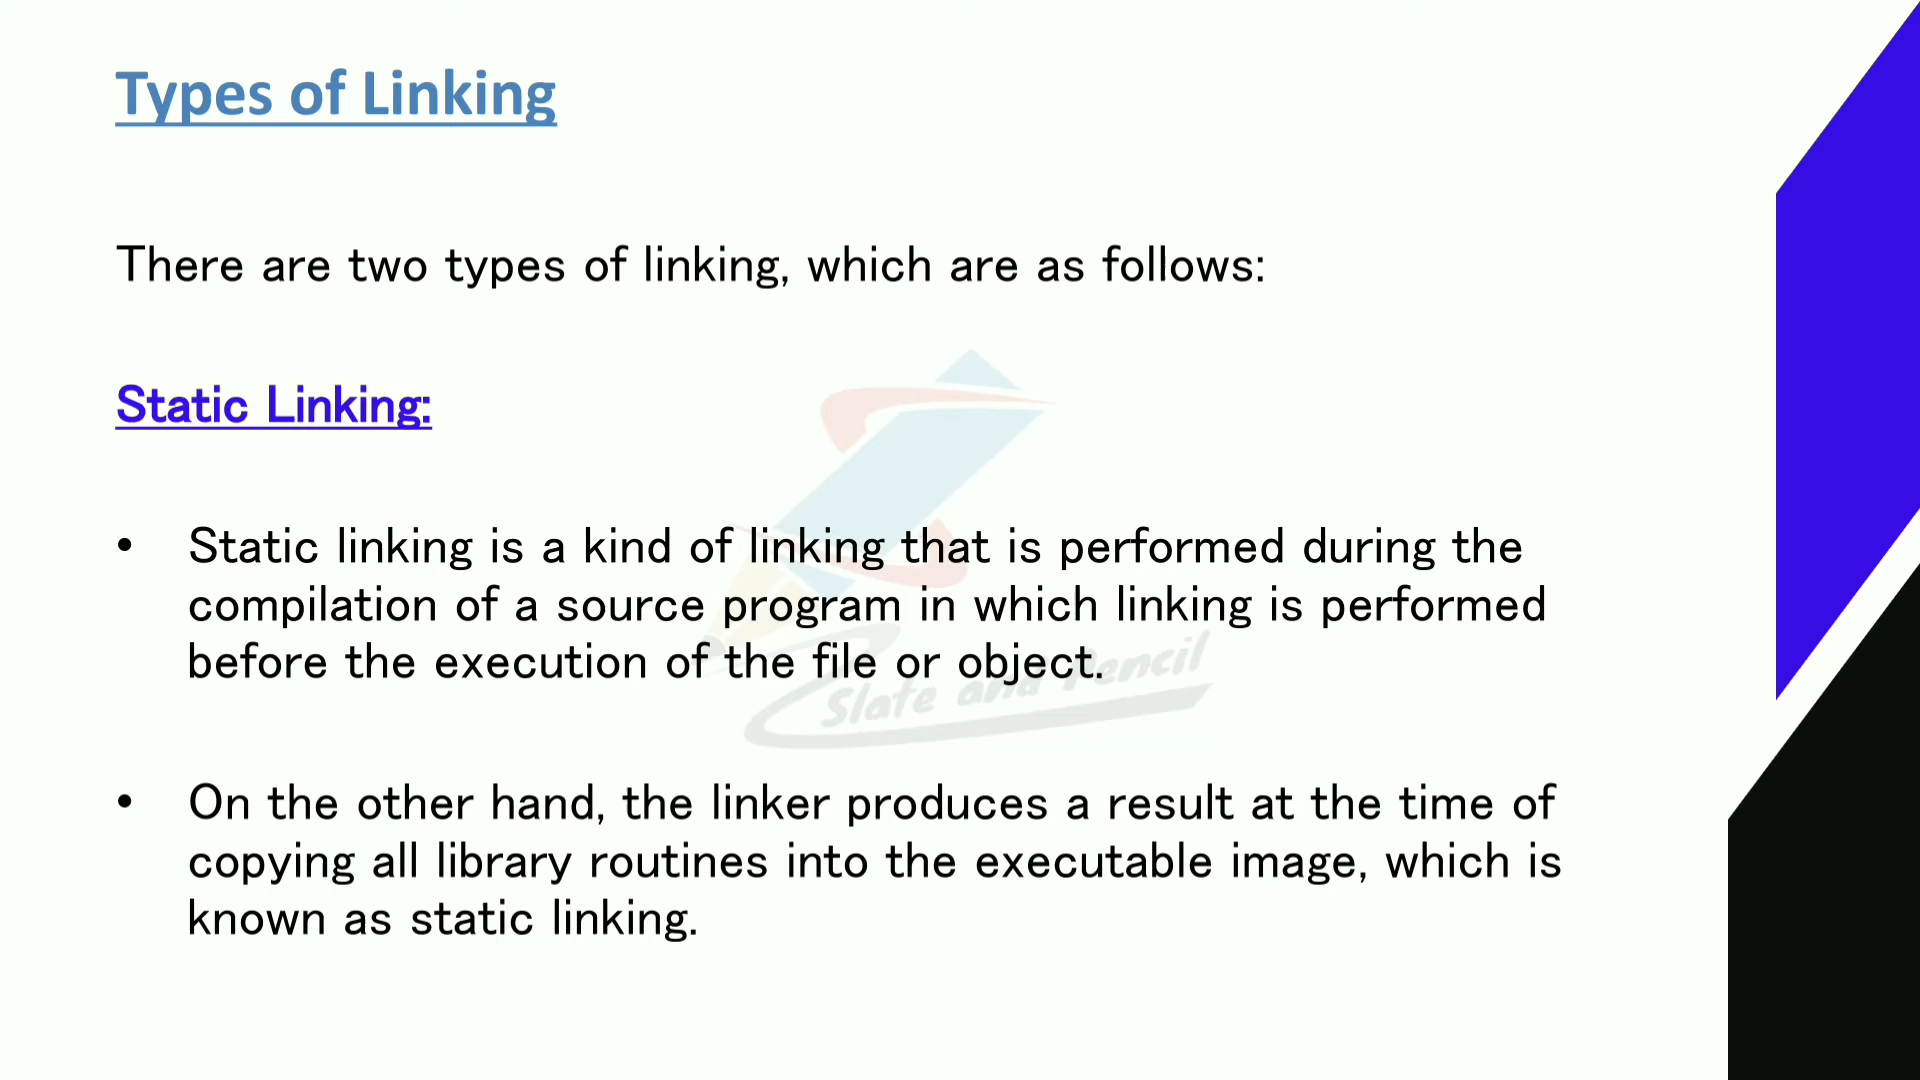 Types of Linking
There are two types of linking, which are as follows:
Static Linking:
• Static linking is a kind of linking that is performed during the
compilation of a source program in which linking is performed
before the execution of the file or object.
Slate and Pencil
• On the other hand, the linker produces a result at the time of
copying all library routines into the executable image, which is
known as static linking.